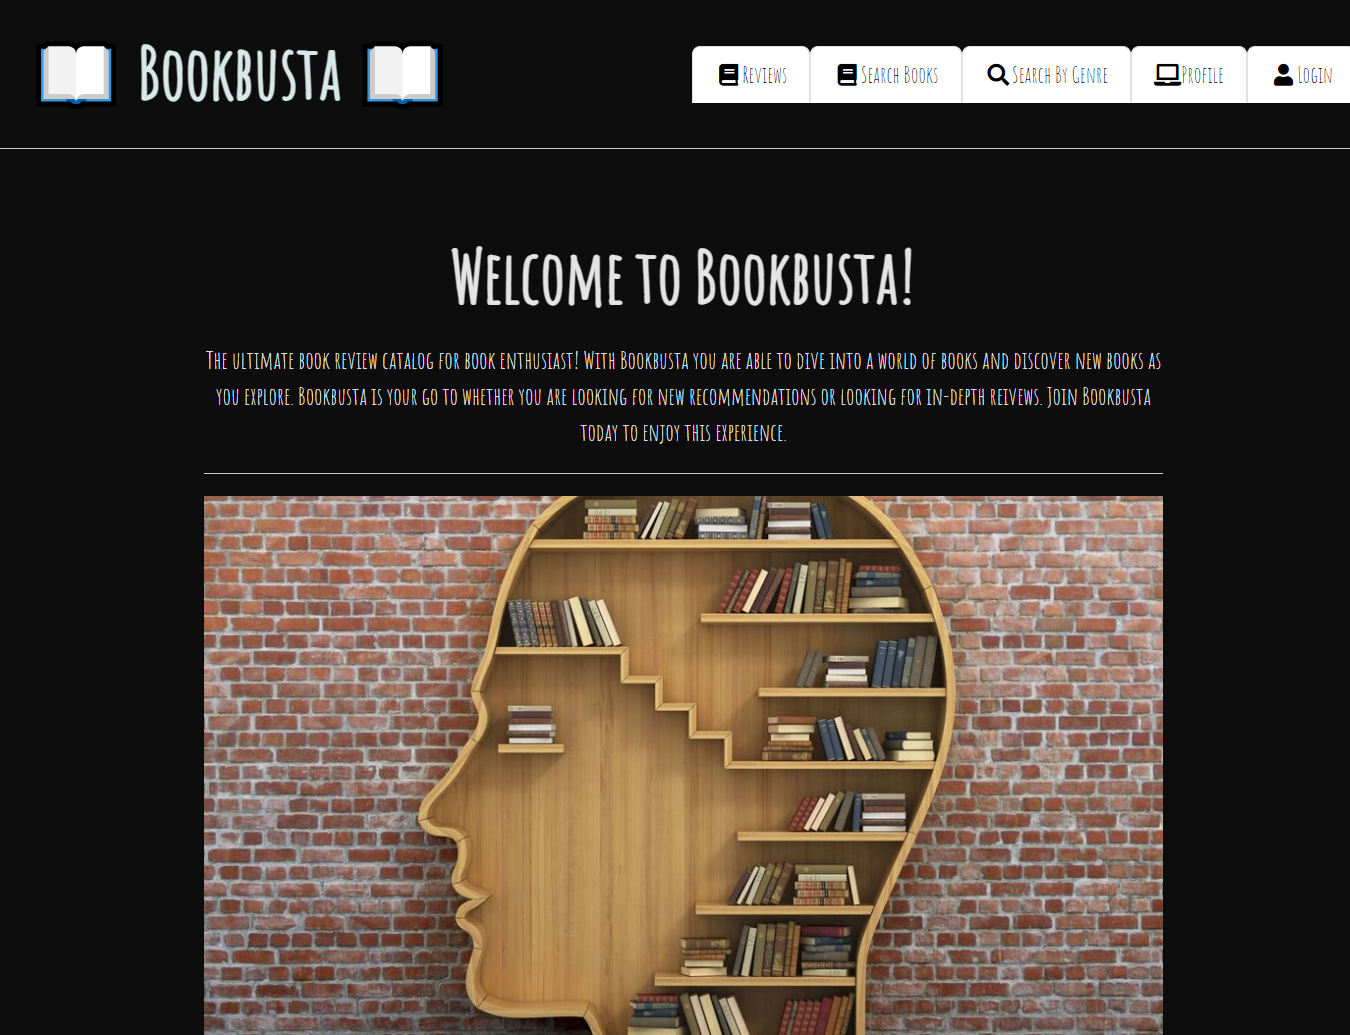 Bookbusta
Reviews
Search Books
Search By Genre
Profile
Login
Welcome to Bookbusta!
The ultimate book review catalog for book enthusiast! With Bookbusta you are able to dive into a world of books and discover new books as
you explore. Bookbusta is your go to whether you are looking for new recommendations or looking for in-depth reivews. Join Bookbusta
today to enjoy this experience.